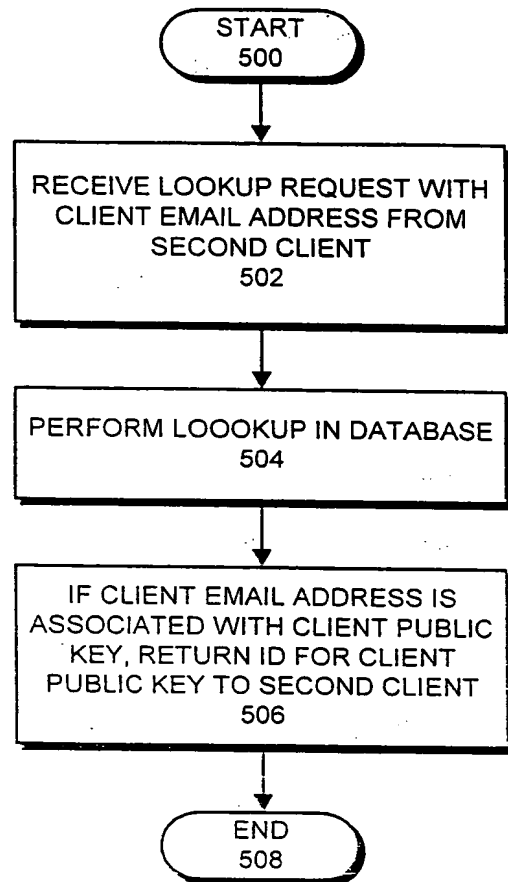 START
500
RECEIVE LOOKUP REQUEST WITH
CLIENT EMAIL ADDRESS FROM
SECOND CLIENT
502
PERFORM LOOOKUP IN DATABASE
504
IF CLIENT EMAIL ADDRESS IS
ASSOCIATED WITH CLIENT PUBLIC
KEY, RETURN ID FOR CLIENT
PUBLIC KEY TO SECOND CLIENT
506
END
508